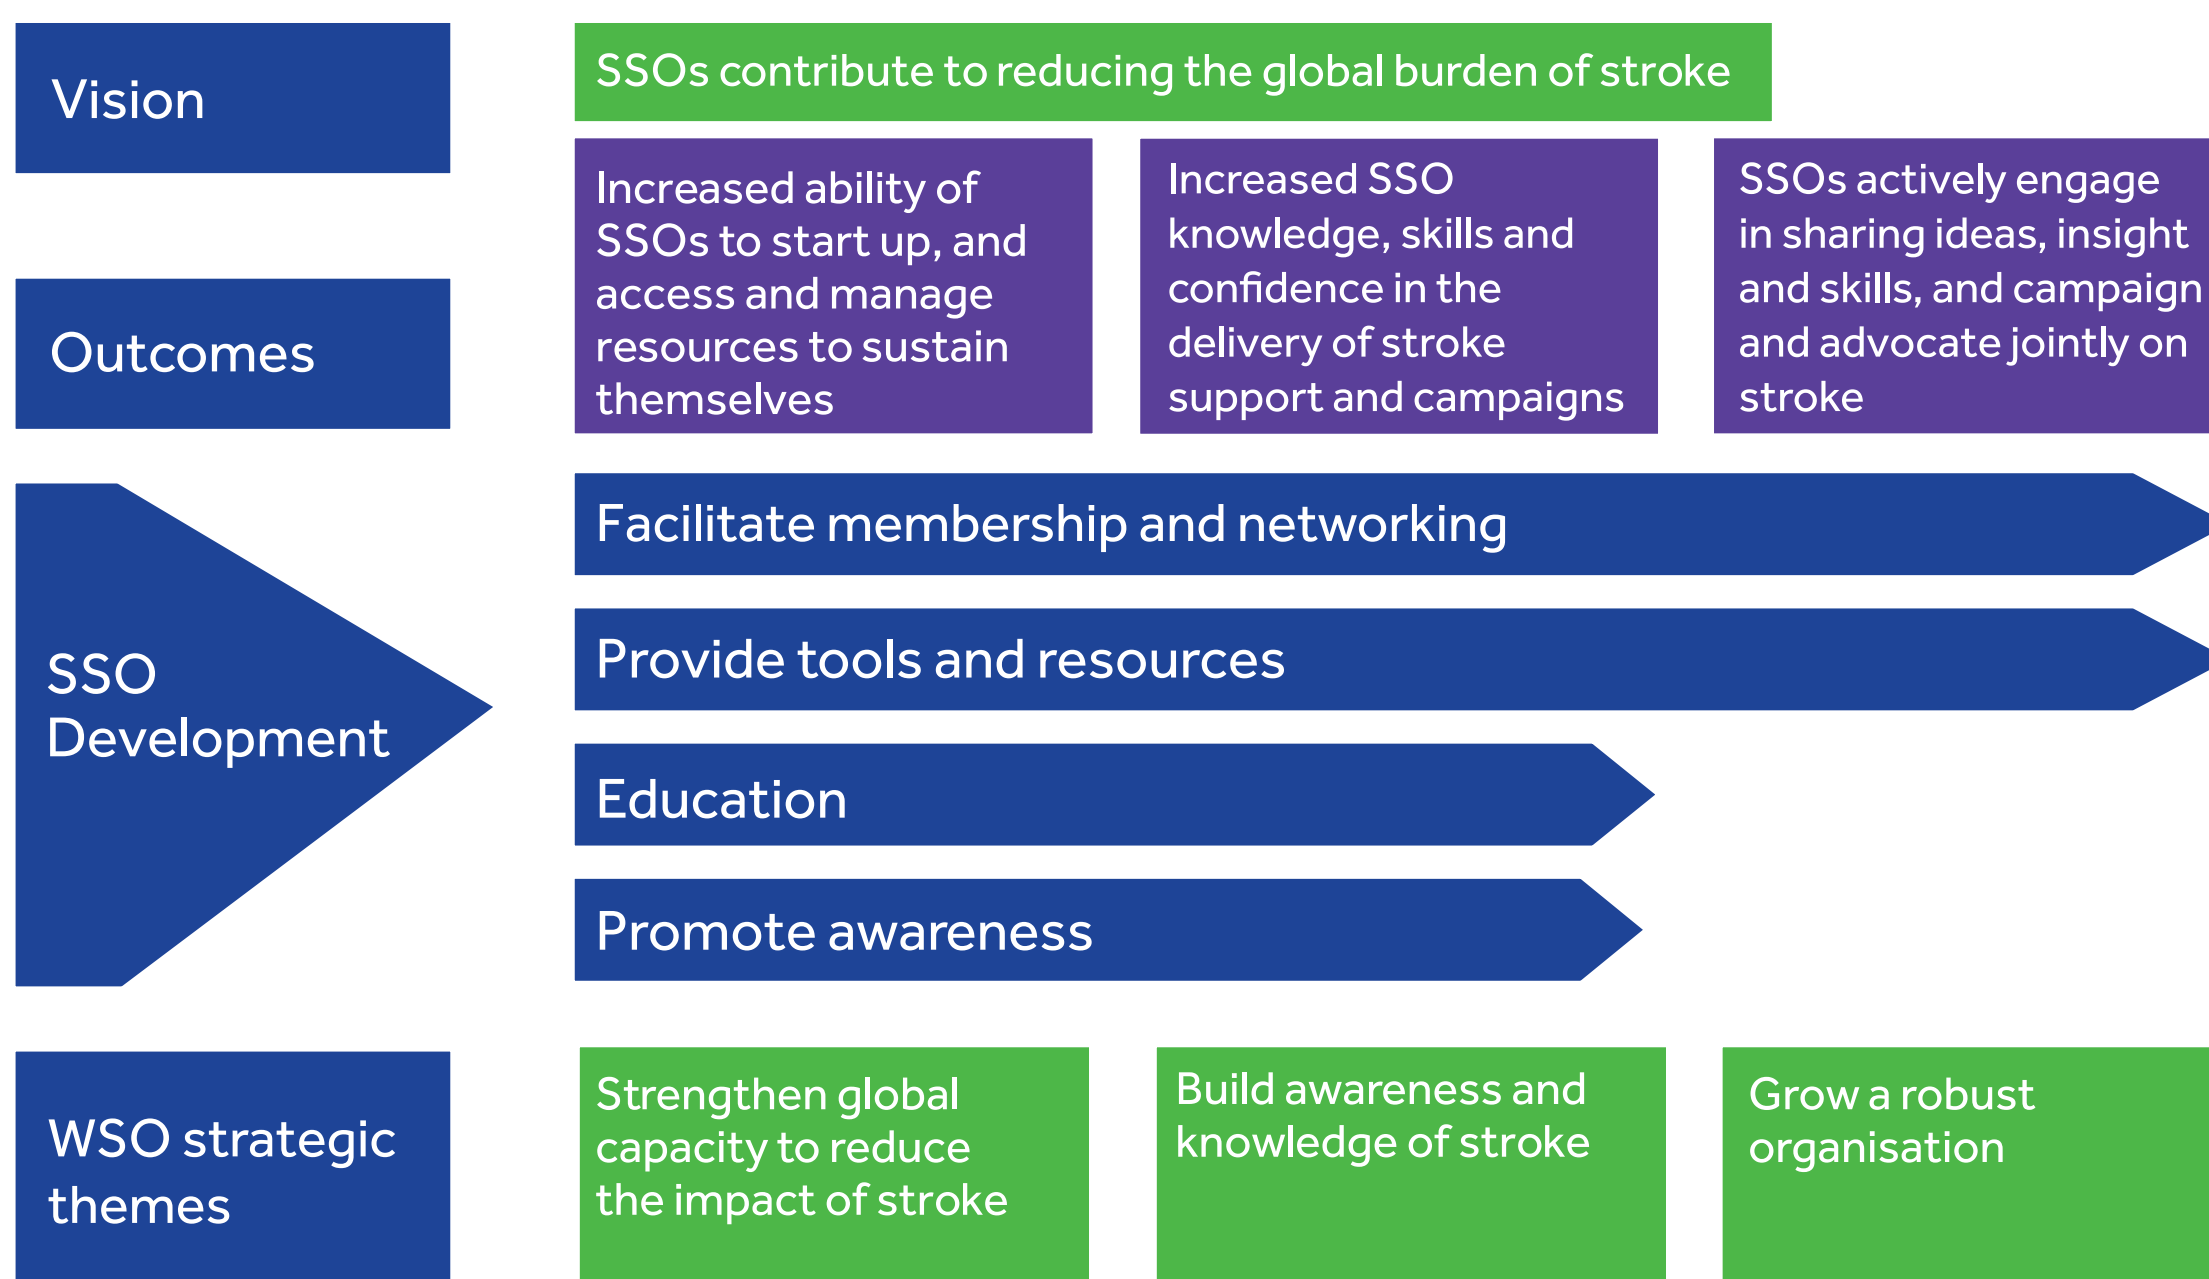 Vision
SSOs contribute to reducing the global burden of stroke
Outcomes
Increased ability of
SSOs to start up, and
access and manage
resources to sustain
themselves
Increased SSO
knowledge, skills and
confidence in the
delivery of stroke
support and campaigns
SSOs actively engage
in sharing ideas, insight
and skills, and campaign
and advocate jointly on
stroke
SSO
Development
Facilitate membership and networking
Provide tools and resources
Education
Promote awareness
WSO strategic
themes
Strengthen global
capacity to reduce
the impact of stroke
Build awareness and
knowledge of stroke
Grow a robust
organisation